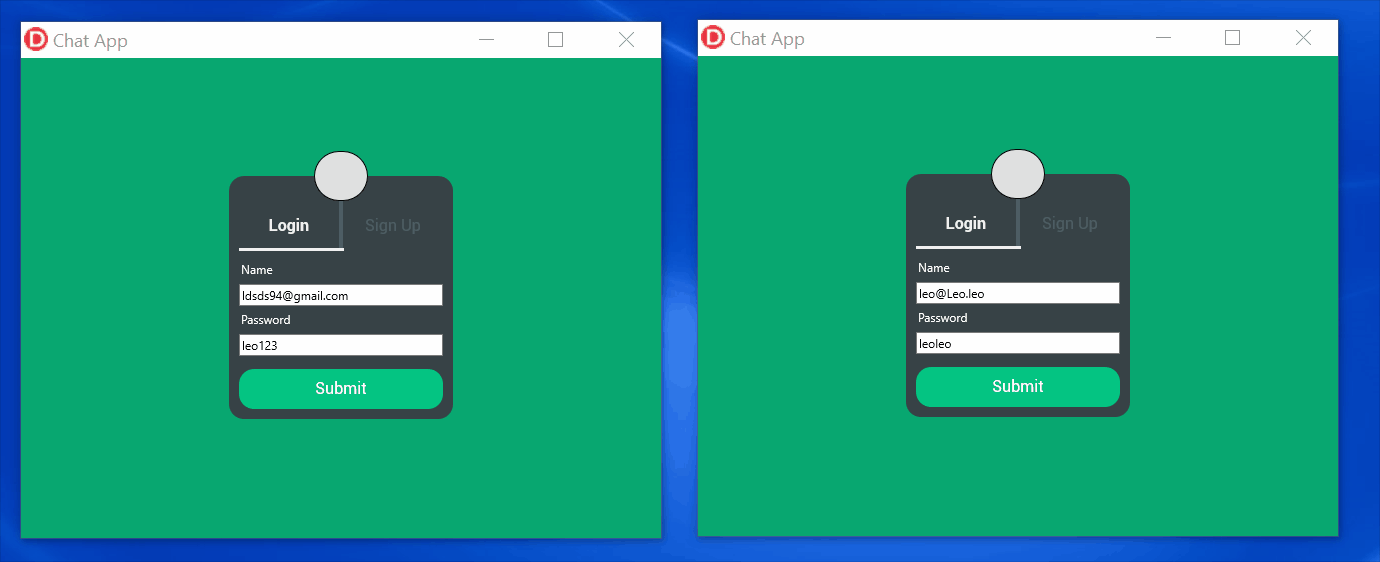 D Chat App
Login Sign Up
Name
ldsds94@gmail.com
Password
leo123
Submit
D Chat App
Login Sign Up
Name
leo@Leo.leo
Password
leoleo
Submit